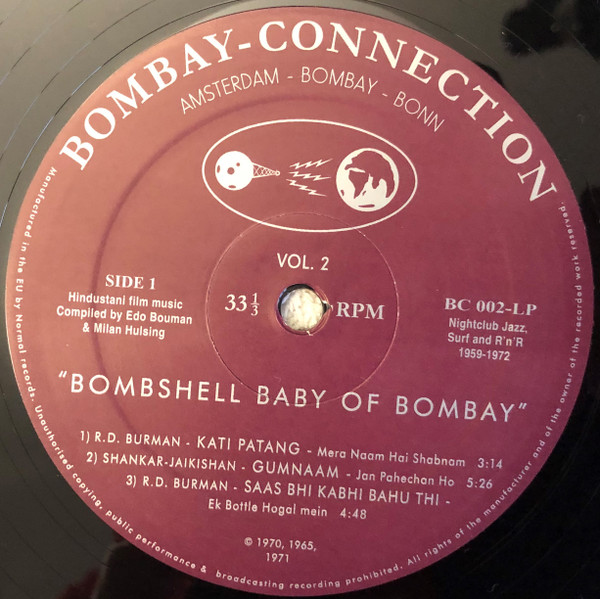 BOMBAY-CONNECTION
AMSTERDAM - BOMBAY - BONN
VOL. 2
SIDE 1
Hindustani film music
Compiled by Edo Bouman
& Milan Hulsing
33 1/3 RPM
BC 002-LP
Nightclub Jazz,
Surf and R'n'R
1959-1972
"BOMBSHELL BABY OF BOMBAY"
1) R.D. BURMAN - KATI PATANG - Mera Naam Hai Shabnam 3:14
2) SHANKAR-JAIKISHAN - GUMNAAM - Jan Pahechan Ho 5:26
3) R.D. BURMAN - SAAS BHI KABHI BAHU THI -
Ek Bottle Hogal mein 4:48
© 1970, 1965,
1971
Manufactured in the EU by Normal records. Unauthorised copying, public performance & broadcasting recording prohibited. All rights of the manufacturer and of the owner of the recorded work reserved.